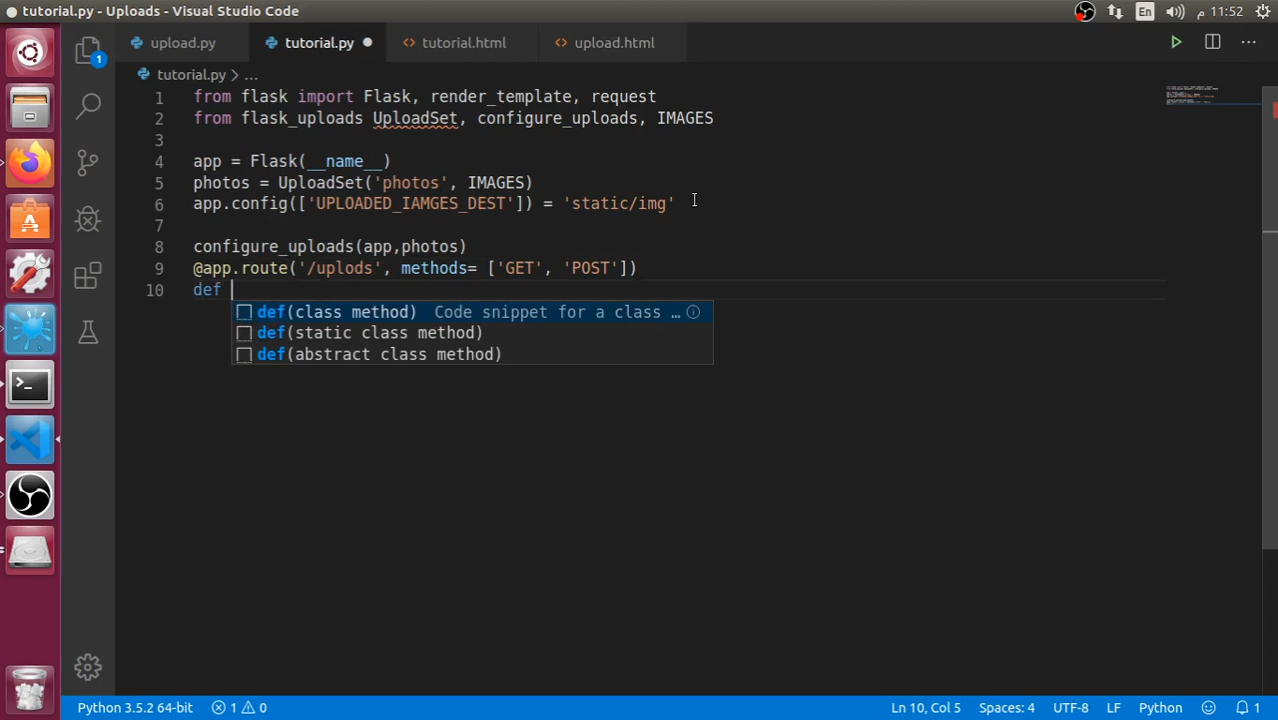 tutorial.py - Uploads - Visual Studio Code
En
م 11:52
upload.py
tutorial.py
tutorial.html
upload.html
tutorial.py > ...
1 from flask import Flask, render_template, request
2 from flask_uploads UploadSet, configure_uploads, IMAGES
3
4 app = Flask(__name__)
5 photos = UploadSet('photos', IMAGES)
6 app.config(['UPLOADED_IAMGES_DEST']) = 'static/img'
7
8 configure_uploads(app,photos)
9 @app.route('/uplods', methods= ['GET', 'POST'])
10 def
def(class method) Code snippet for a class …
def(static class method)
def(abstract class method)
1
Python 3.5.2 64-bit 1 0 Ln 10, Col 5 Spaces: 4 UTF-8 LF Python 1